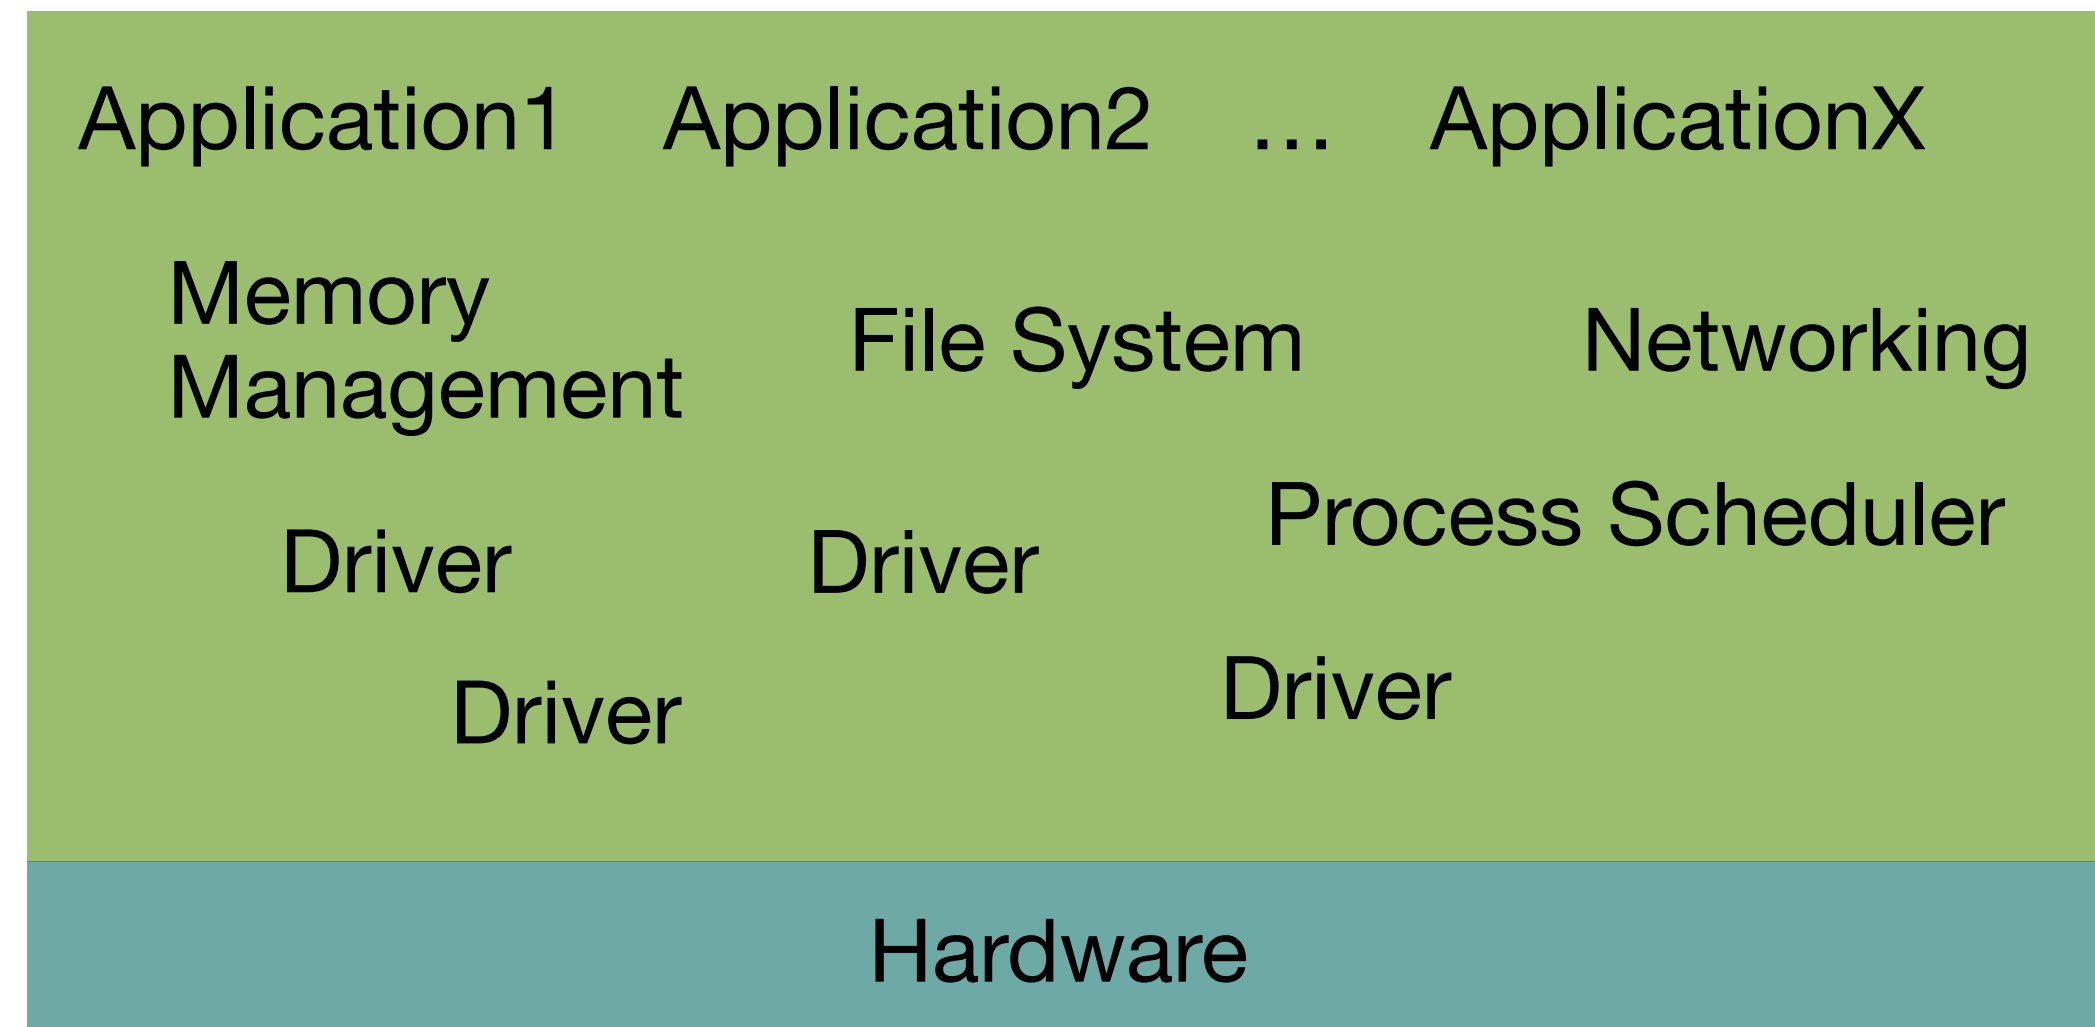 Application1 Application2 … ApplicationX
Memory
Management
File System
Networking
Process Scheduler
Driver
Driver
Driver
Driver
Hardware